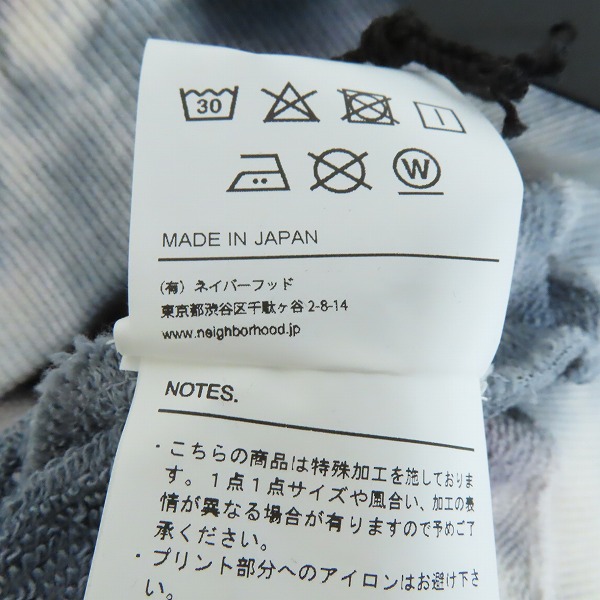 30
W
MADE IN JAPAN
(有) ネイバーフッド
東京都渋谷区千駄ヶ谷 2-8-14
www.neighborhood.jp
NOTES.
・こちらの商品は特殊加工を施しておりま
す。1点1点サイズや風合い、加工の表
情が異なる場合が有りますので予めご了
承ください。
・プリント部分へのアイロンはお避け下さ
い。